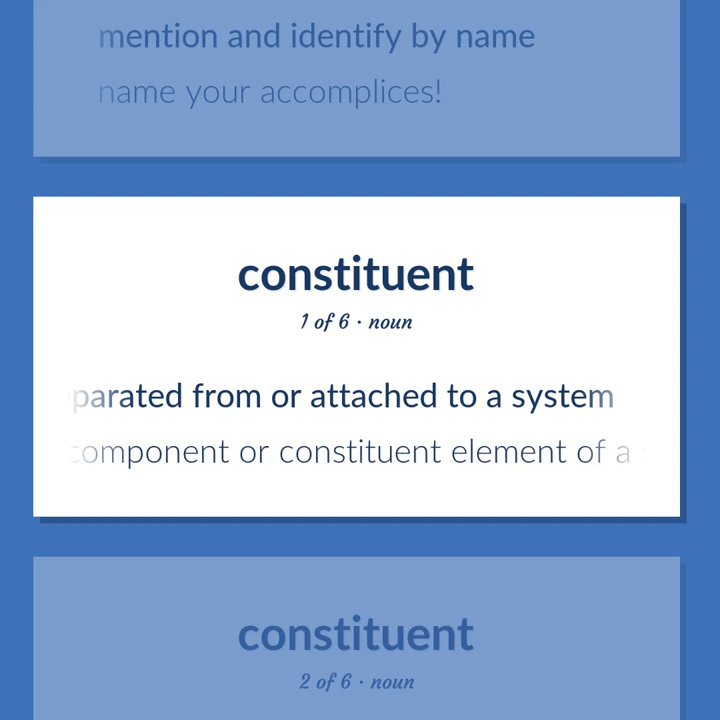 mention and identify by name
name your accomplices!
constituent
1 of 6 · noun
parated from or attached to a system
component or constituent element of a
constituent
2 of 6 · noun